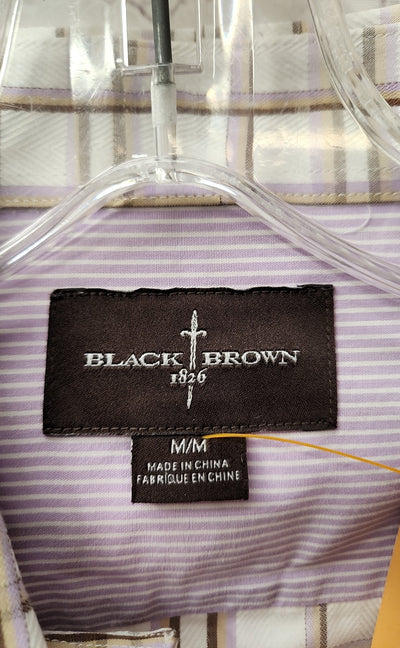 BLACK BROWN
1826
M/M
MADE IN CHINA
FABRIQUE EN CHINE